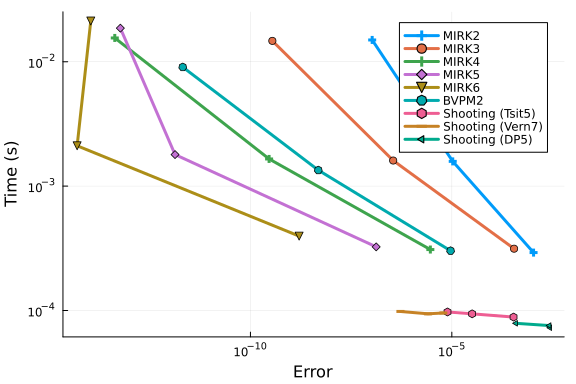 Time (s)
10⁻²
10⁻³
10⁻⁴
MIRK2
MIRK3
MIRK4
MIRK5
MIRK6
BVPM2
Shooting (Tsit5)
Shooting (Vern7)
Shooting (DP5)
10⁻¹⁰
10⁻⁵
Error